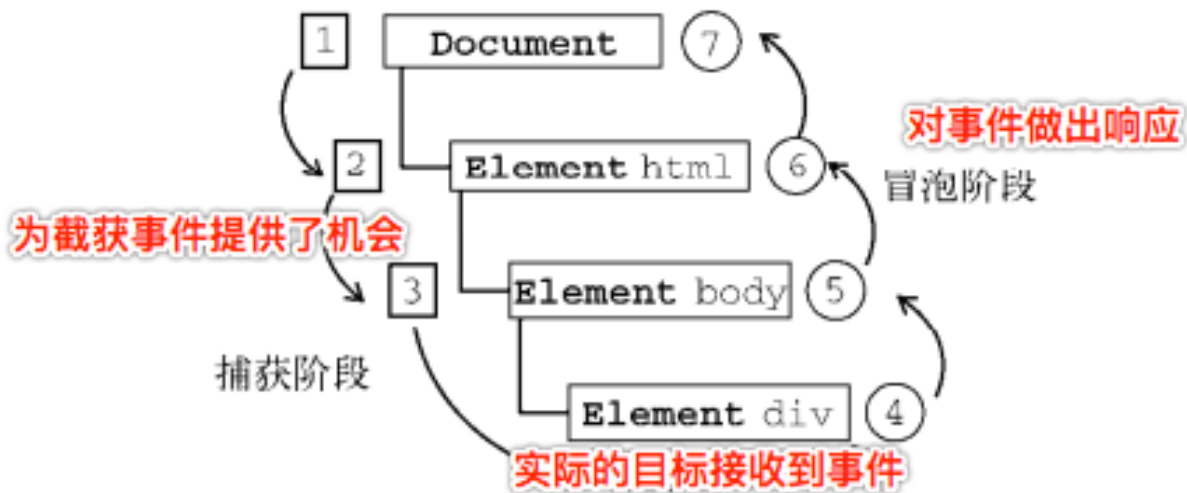 1 Document 7
对事件做出响应
2 Element html 6
冒泡阶段
为截获事件提供了机会
3 Element body 5
捕获阶段
Element div 4
实际的目标接收到事件